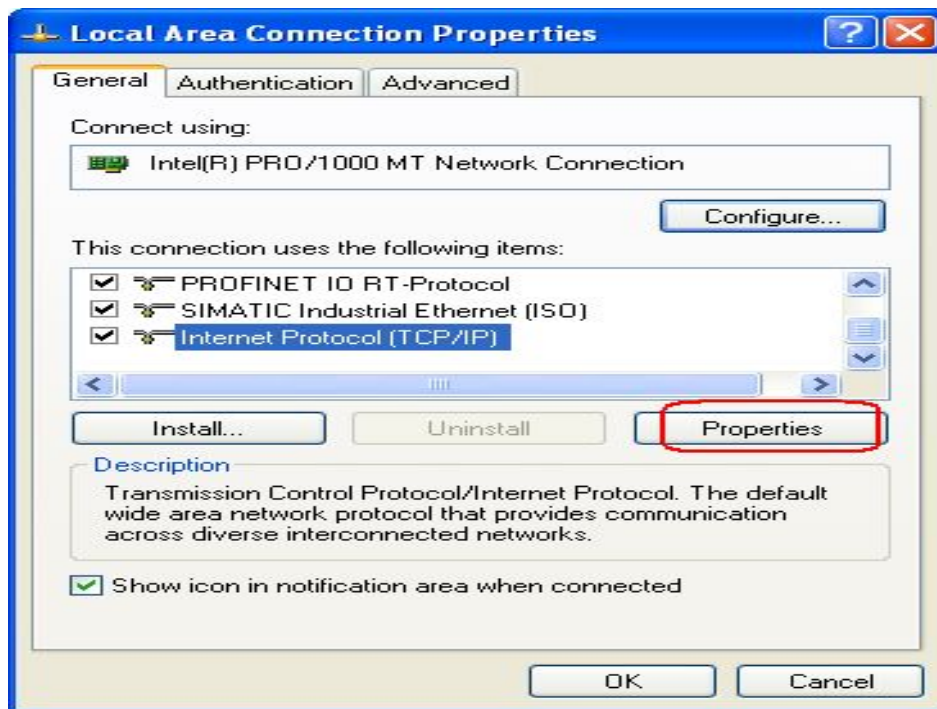 Local Area Connection Properties
General Authentication Advanced
Connect using:
Intel(R) PRO/1000 MT Network Connection
Configure...
This connection uses the following items:
PROFINET IO RT-Protocol
SIMATIC Industrial Ethernet (ISO)
Internet Protocol (TCP/IP)
Install... Uninstall Properties
Description
Transmission Control Protocol/Internet Protocol. The default
wide area network protocol that provides communication
across diverse interconnected networks.
Show icon in notification area when connected
OK Cancel